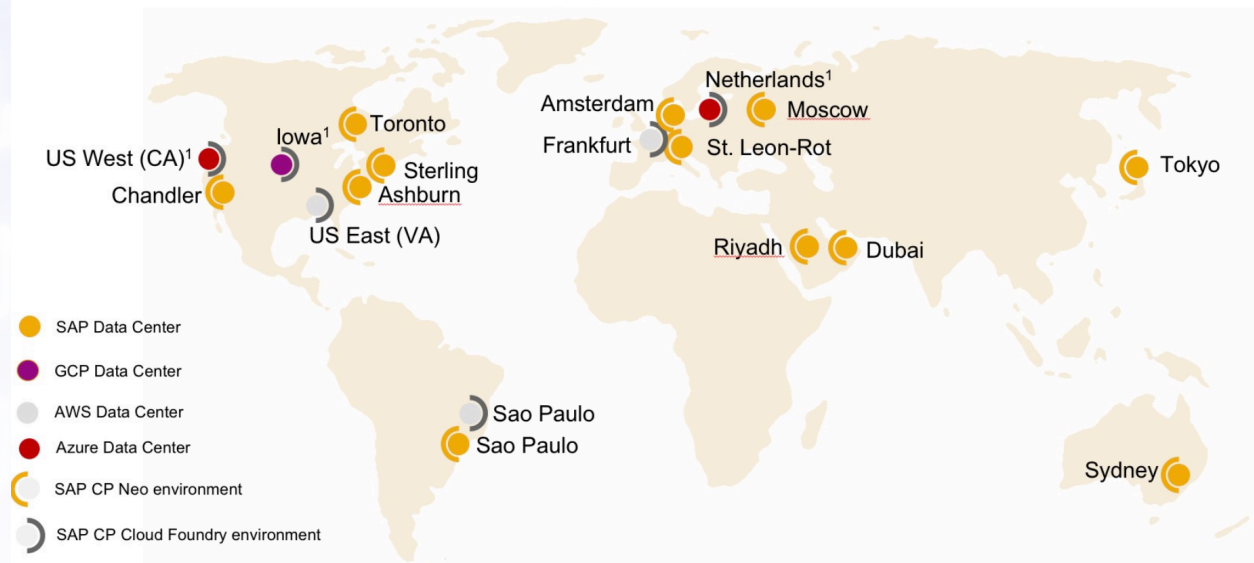 Netherlands¹
Amsterdam
Moscow
Toronto
Iowa¹
Frankfurt
St. Leon-Rot
US West (CA)¹
Sterling
Tokyo
Chandler
Ashburn
US East (VA)
Riyadh
Dubai
SAP Data Center
GCP Data Center
AWS Data Center
Sao Paulo
Azure Data Center
Sao Paulo
Sydney
SAP CP Neo environment
SAP CP Cloud Foundry environment